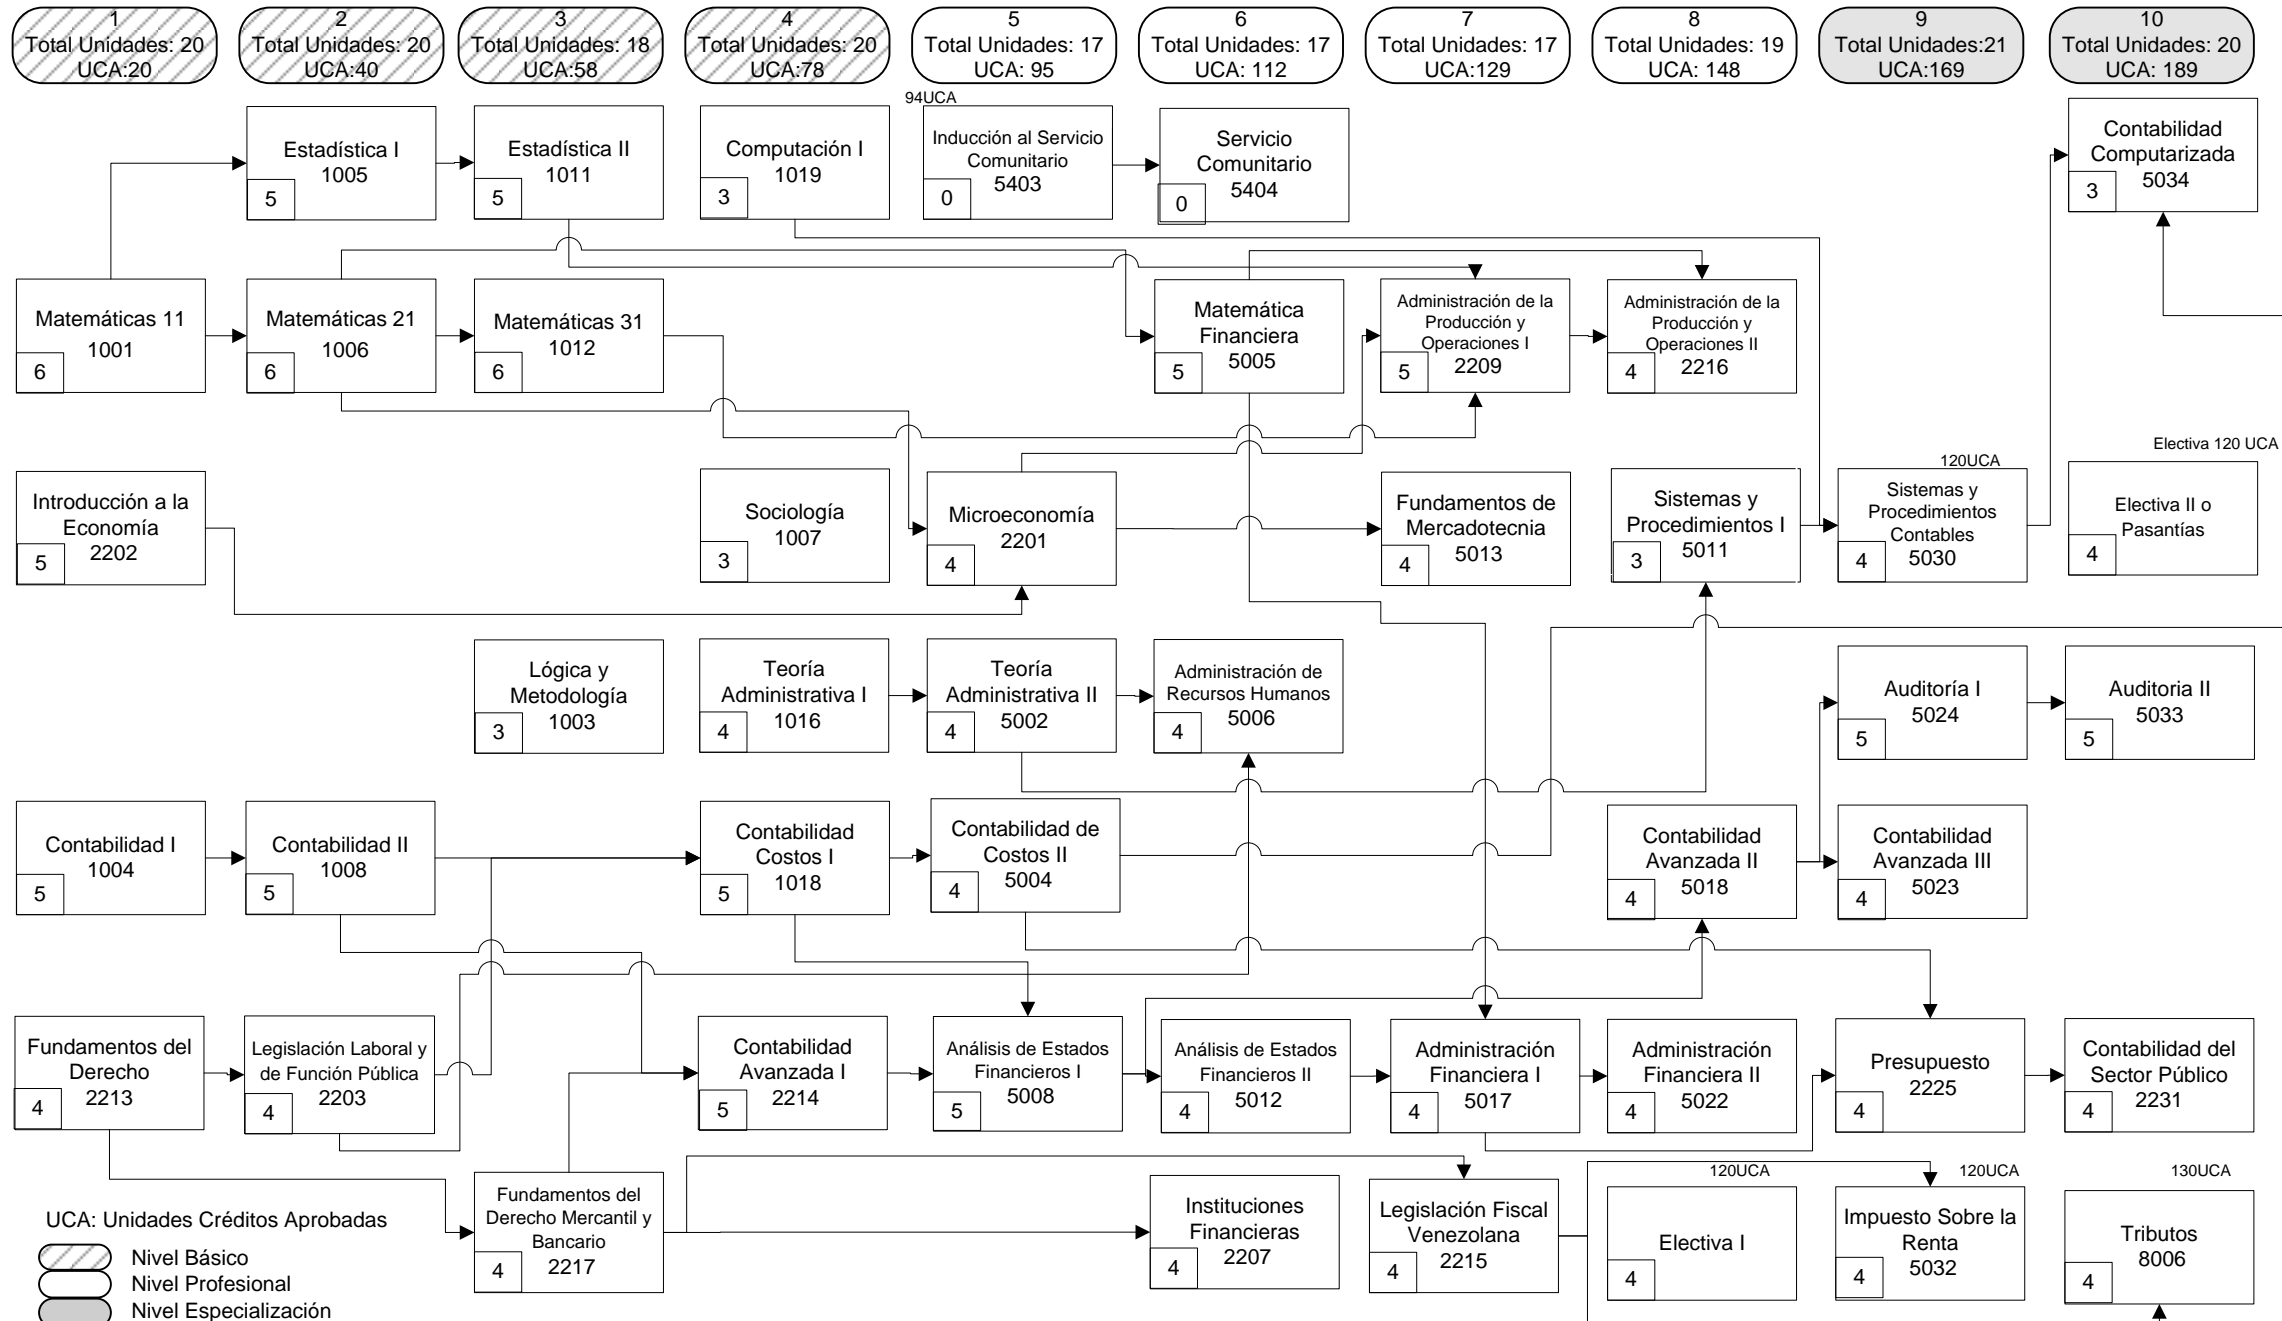 1
Total Unidades: 20
UCA:20
2
Total Unidades: 20
UCA:40
3
Total Unidades: 18
UCA:58
4
Total Unidades: 20
UCA:78
5
Total Unidades: 17
UCA: 95
6
Total Unidades: 17
UCA: 112
7
Total Unidades: 17
UCA:129
8
Total Unidades: 19
UCA: 148
9
Total Unidades:21
UCA:169
10
Total Unidades: 20
UCA: 189
Estadística I
1005
5
Estadística II
1011
5
Computación I
1019
3
94UCA
Inducción al Servicio
Comunitario
5403
0
Servicio
Comunitario
5404
0
Contabilidad
Computarizada
5034
3
Matemáticas 11
1001
6
Matemáticas 21
1006
6
Matemáticas 31
1012
6
Matemática
Financiera
5005
5
Administración de la
Producción y
Operaciones I
2209
5
Administración de la
Producción y
Operaciones II
2216
4
Introducción a la
Economía
2202
5
Sociología
1007
3
Microeconomía
2201
4
Fundamentos de
Mercadotecnia
5013
4
Sistemas y
Procedimientos I
5011
3
120UCA
Sistemas y
Procedimientos
Contables
5030
4
Electiva 120 UCA
Electiva II o
Pasantías
4
Lógica y
Metodología
1003
3
Teoría
Administrativa I
1016
4
Teoría
Administrativa II
5002
4
Administración de
Recursos Humanos
5006
4
Auditoría I
5024
5
Auditoria II
5033
5
Contabilidad I
1004
5
Contabilidad II
1008
5
Contabilidad
Costos I
1018
5
Contabilidad de
Costos II
5004
4
Contabilidad
Avanzada II
5018
4
Contabilidad
Avanzada III
5023
4
Fundamentos del
Derecho
2213
4
Legislación Laboral y
de Función Pública
2203
4
Contabilidad
Avanzada I
2214
5
Análisis de Estados
Financieros I
5008
5
Análisis de Estados
Financieros II
5012
4
Administración
Financiera I
5017
4
Administración
Financiera II
5022
4
Presupuesto
2225
4
Contabilidad del
Sector Público
2231
4
Fundamentos del
Derecho Mercantil y
Bancario
2217
4
Instituciones
Financieras
2207
4
Legislación Fiscal
Venezolana
2215
4
120UCA
Electiva I
4
120UCA
Impuesto Sobre la
Renta
5032
4
130UCA
Tributos
8006
4
UCA: Unidades Créditos Aprobadas
Nivel Básico
Nivel Profesional
Nivel Especialización